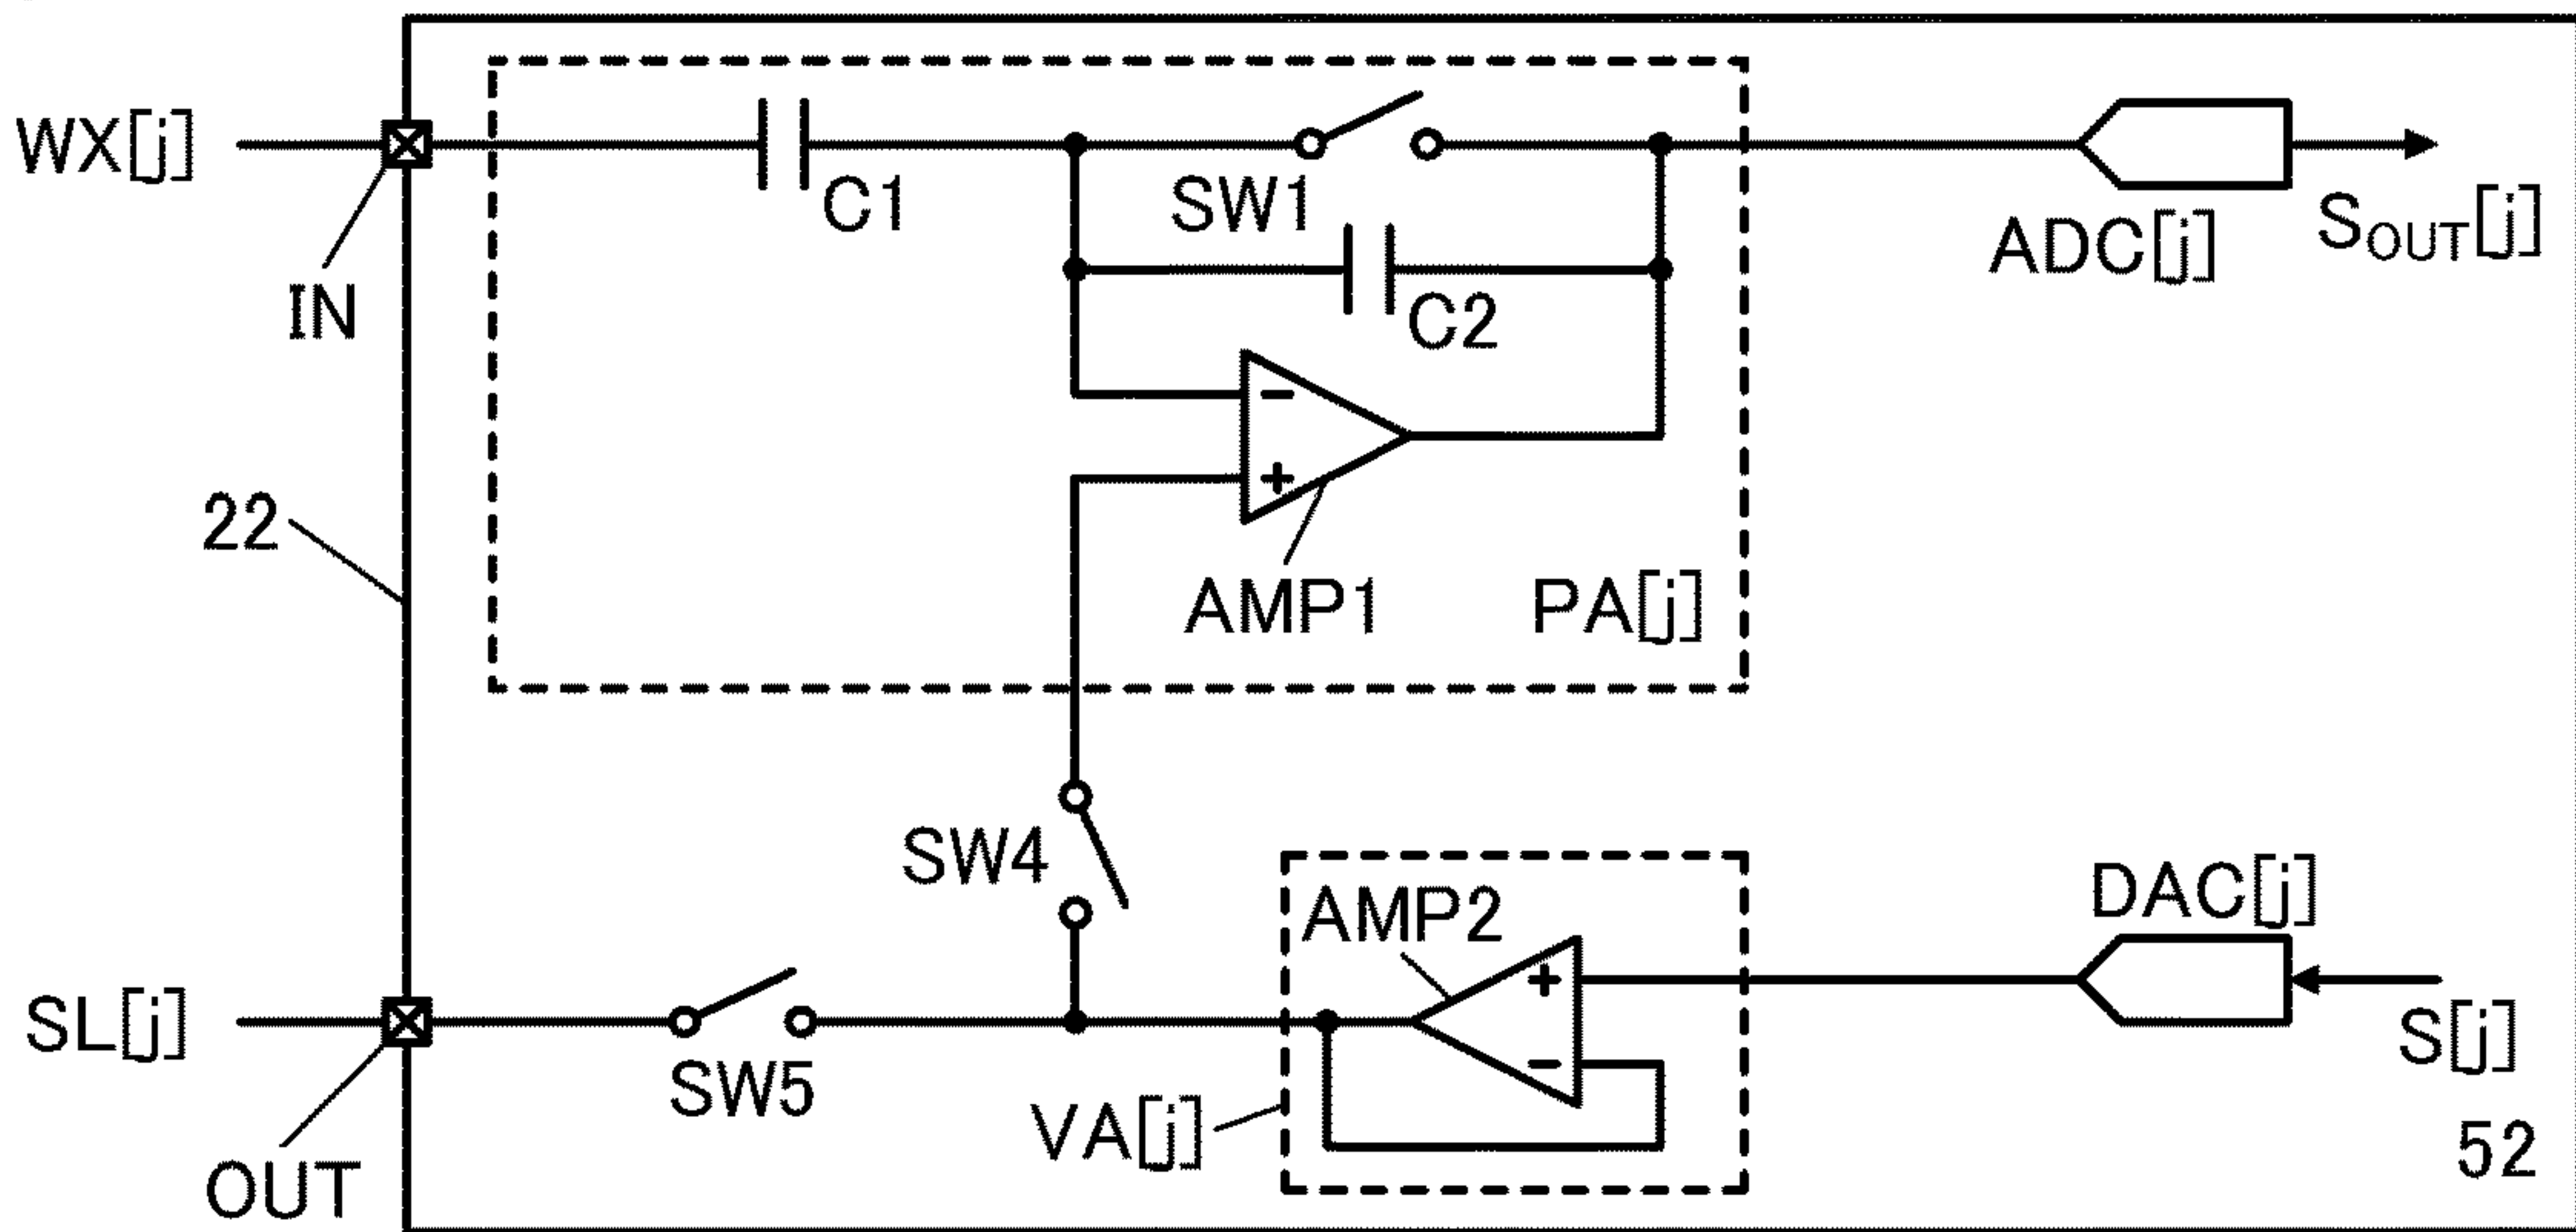 WX[j]
IN
C1
SW1
C2
ADC[j]
SOUT[j]
-
+
AMP1
PA[j]
22
SW4
SW5
SL[j]
OUT
AMP2
+
-
VA[j]
DAC[j]
S[j]
52